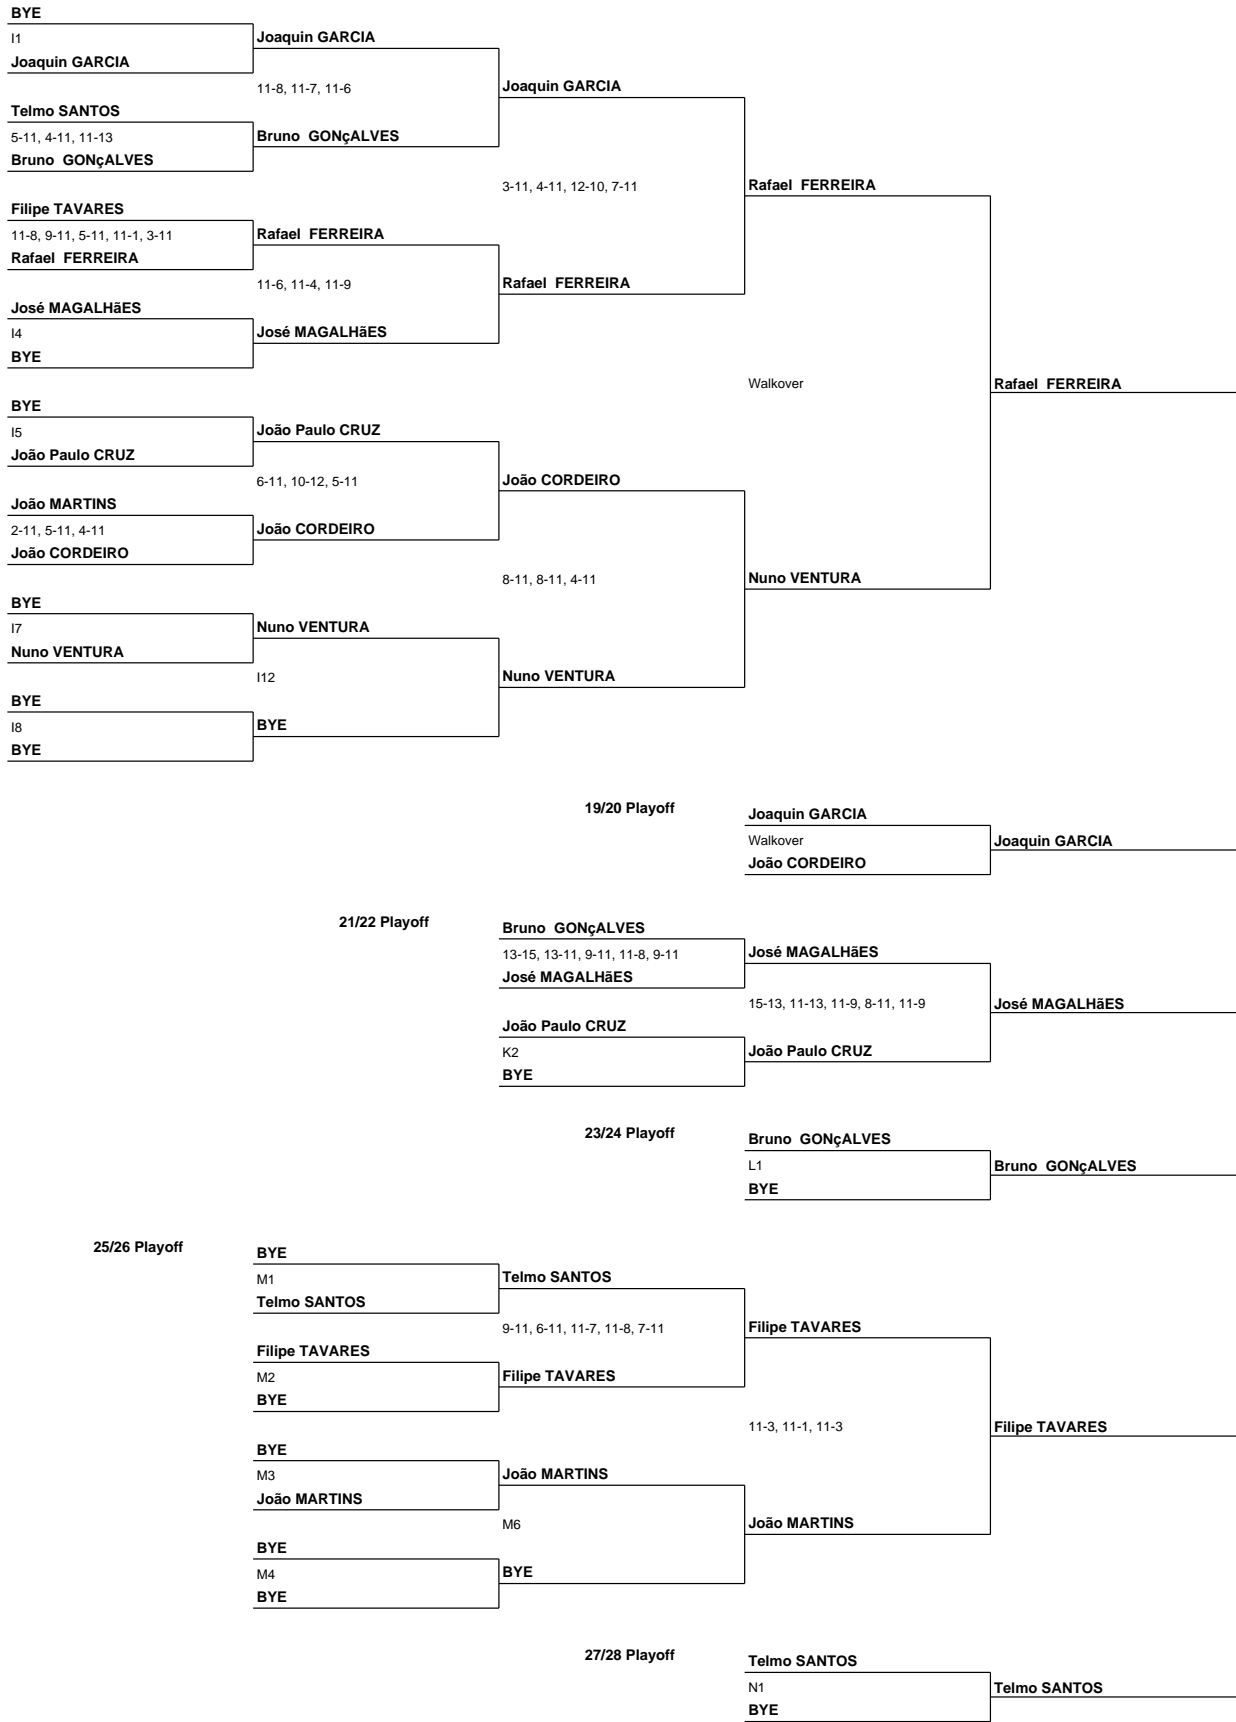 BYE
I1
Joaquin GARCIA
Joaquin GARCIA
11-8, 11-7, 11-6
Joaquin GARCIA
Telmo SANTOS
5-11, 4-11, 11-13
Bruno  GONçALVES
Bruno  GONçALVES
3-11, 4-11, 12-10, 7-11
Rafael  FERREIRA
Filipe TAVARES
11-8, 9-11, 5-11, 11-1, 3-11
Rafael  FERREIRA
Rafael  FERREIRA
11-6, 11-4, 11-9
Rafael  FERREIRA
José MAGALHãES
I4
BYE
José MAGALHãES
Walkover
Rafael  FERREIRA
BYE
I5
João Paulo CRUZ
João Paulo CRUZ
6-11, 10-12, 5-11
João CORDEIRO
João MARTINS
2-11, 5-11, 4-11
João CORDEIRO
João CORDEIRO
8-11, 8-11, 4-11
Nuno VENTURA
BYE
I7
Nuno VENTURA
Nuno VENTURA
I12
Nuno VENTURA
BYE
I8
BYE
BYE
19/20 Playoff
Joaquin GARCIA
Walkover
João CORDEIRO
Joaquin GARCIA
21/22 Playoff
Bruno  GONçALVES
13-15, 13-11, 9-11, 11-8, 9-11
José MAGALHãES
José MAGALHãES
15-13, 11-13, 11-9, 8-11, 11-9
José MAGALHãES
João Paulo CRUZ
K2
BYE
João Paulo CRUZ
23/24 Playoff
Bruno  GONçALVES
L1
BYE
Bruno  GONçALVES
25/26 Playoff
BYE
M1
Telmo SANTOS
Telmo SANTOS
9-11, 6-11, 11-7, 11-8, 7-11
Filipe TAVARES
Filipe TAVARES
M2
BYE
Filipe TAVARES
11-3, 11-1, 11-3
Filipe TAVARES
BYE
M3
João MARTINS
João MARTINS
M6
João MARTINS
BYE
M4
BYE
BYE
27/28 Playoff
Telmo SANTOS
N1
BYE
Telmo SANTOS